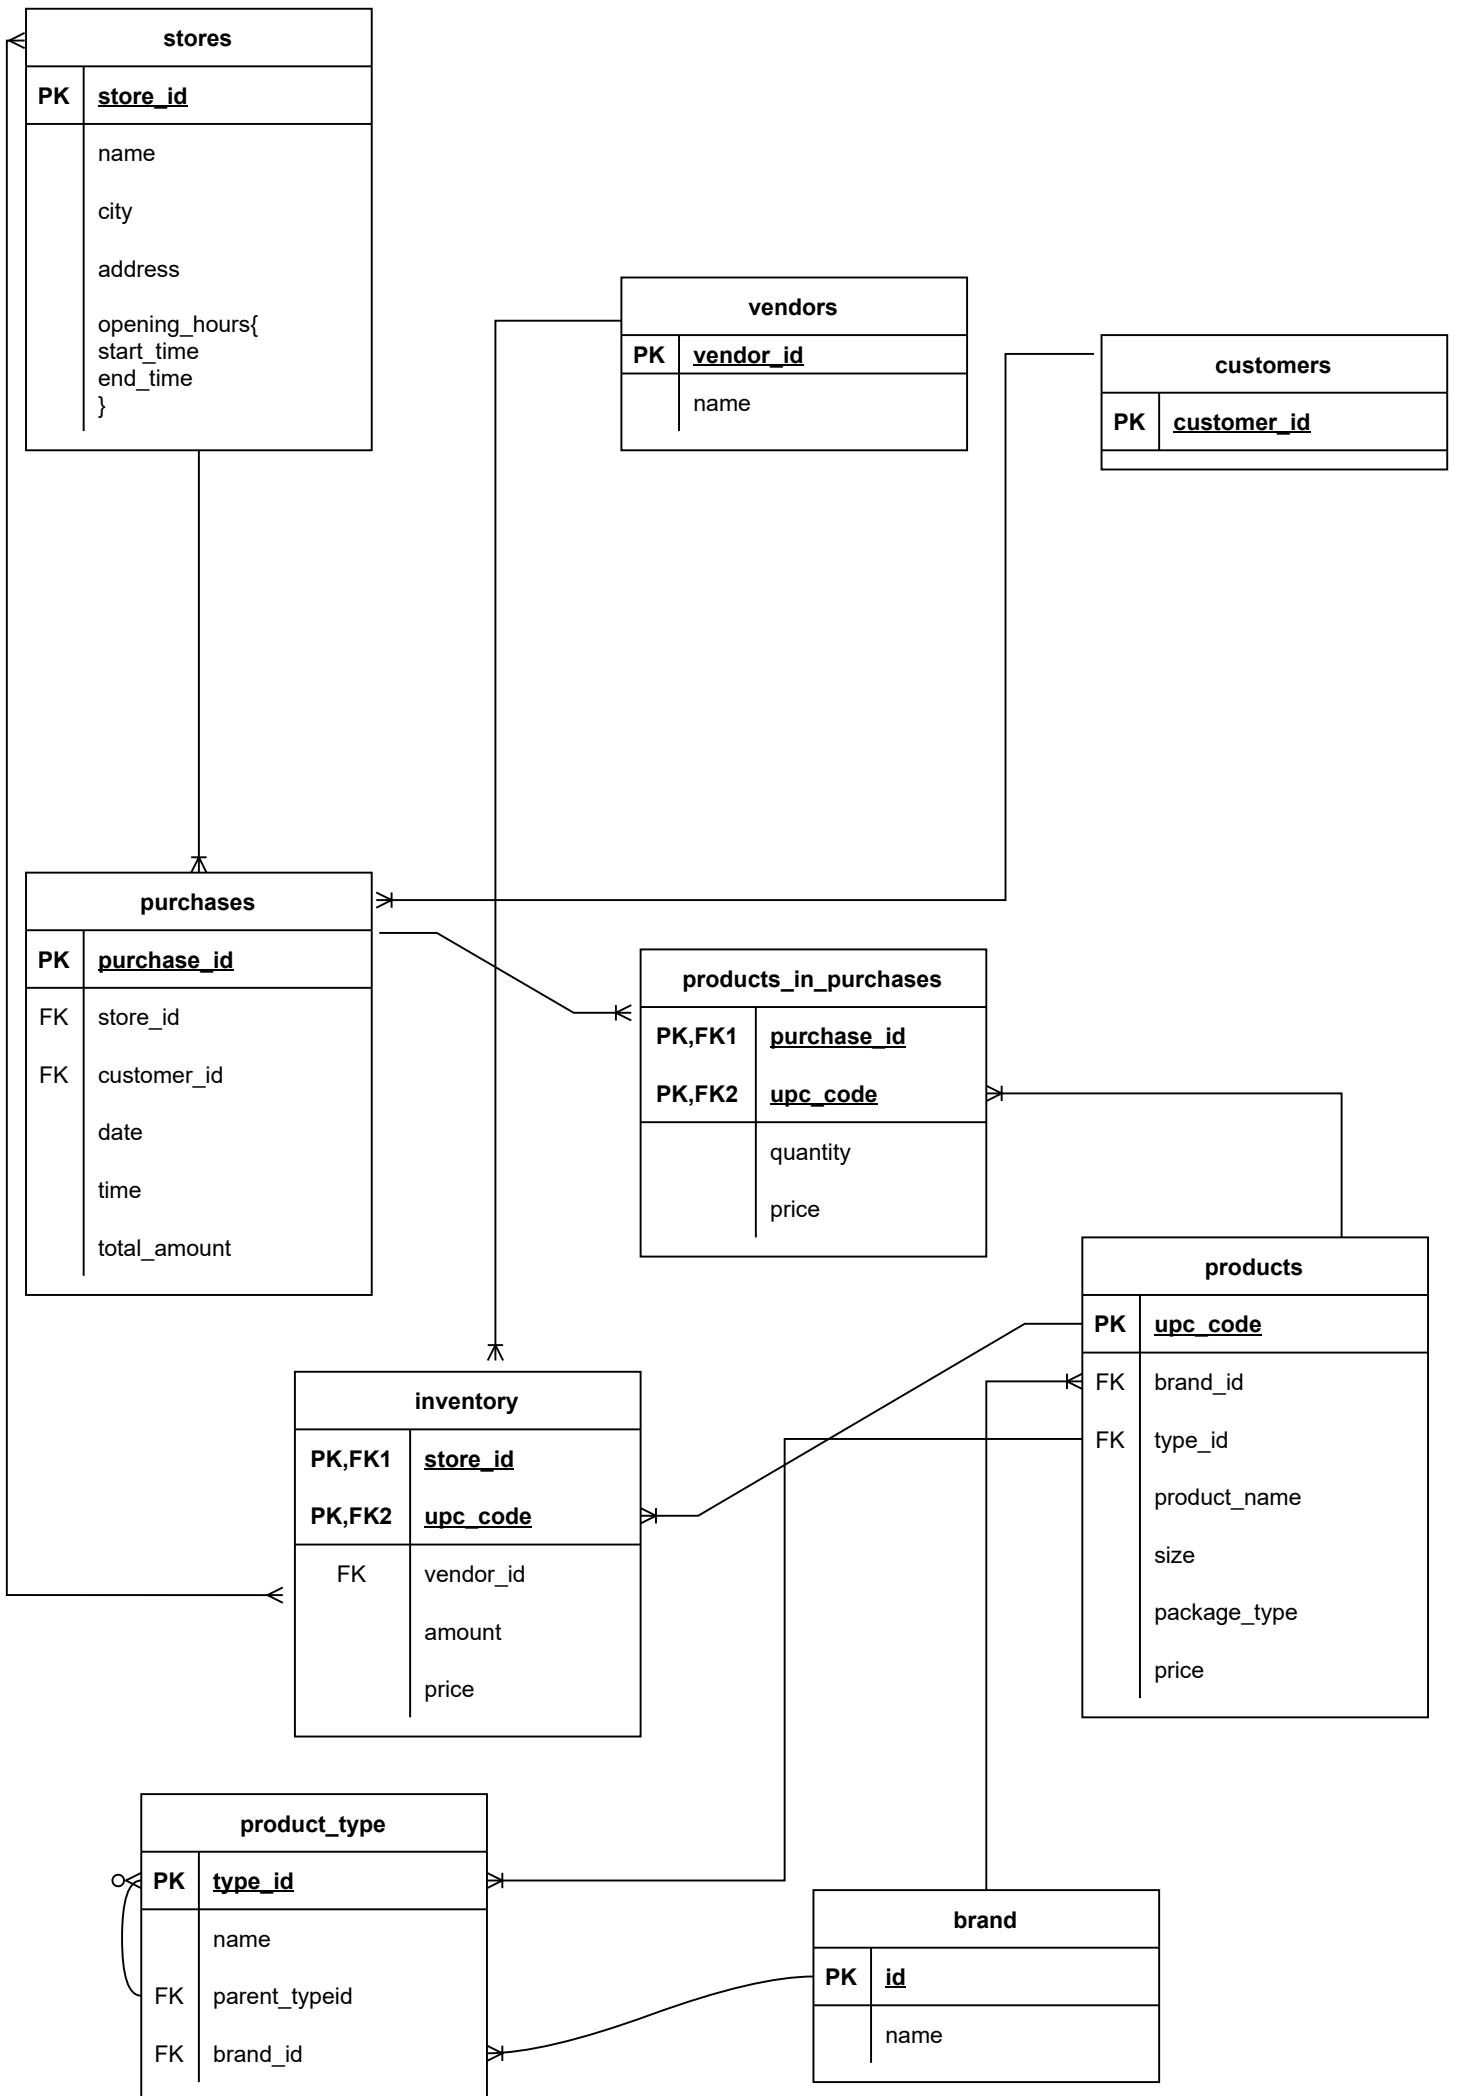 stores
PK store_id
name
city
address
opening_hours{
start_time
end_time
}
vendors
PK vendor_id
name
customers
PK customer_id
purchases
PK purchase_id
FK store_id
FK customer_id
date
time
total_amount
products_in_purchases
PK,FK1 purchase_id
PK,FK2 upc_code
quantity
price
products
PK upc_code
FK brand_id
FK type_id
product_name
size
package_type
price
inventory
PK,FK1 store_id
PK,FK2 upc_code
FK vendor_id
amount
price
product_type
PK type_id
name
FK parent_typeid
FK brand_id
brand
PK id
name